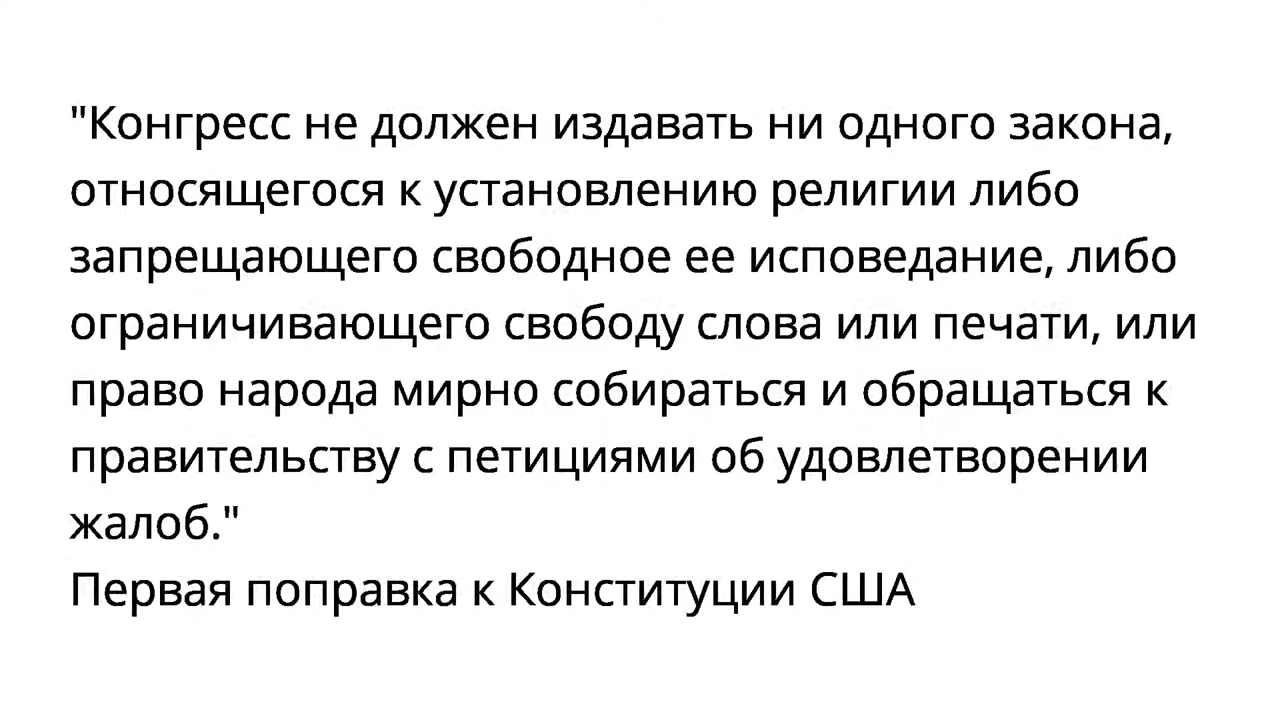 "Конгресс не должен издавать ни одного закона,
относящегося к установлению религии либо
запрещающего свободное ее исповедание, либо
ограничивающего свободу слова или печати, или
право народа мирно собираться и обращаться к
правительству с петициями об удовлетворении
жалоб."
Первая поправка к Конституции США